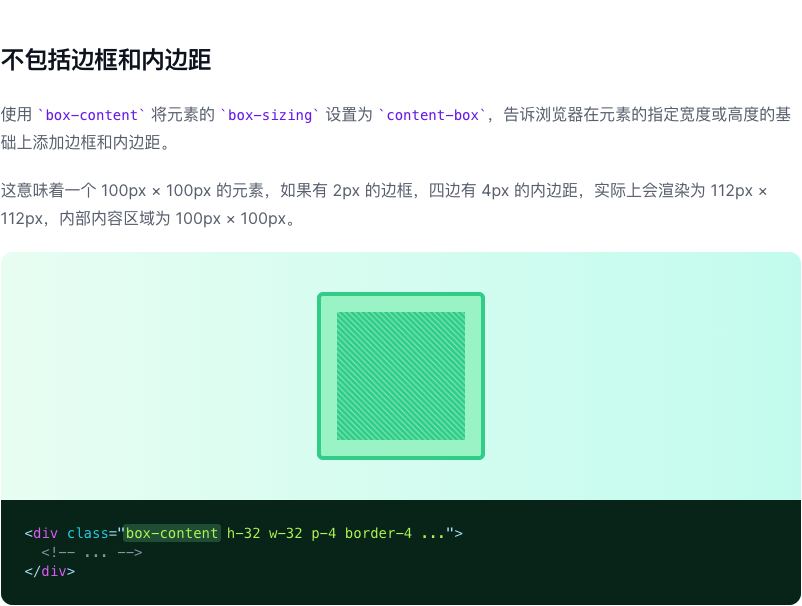 不包括边框和内边距
使用 `box-content` 将元素的 `box-sizing` 设置为 `content-box`，告诉浏览器在元素的指定宽度或高度的基
础上添加边框和内边距。
这意味着一个 100px × 100px 的元素，如果有 2px 的边框，四边有 4px 的内边距，实际上会渲染为 112px ×
112px，内部内容区域为 100px × 100px。
<div class="box-content h-32 w-32 p-4 border-4 ...">
  <!-- ... -->
</div>